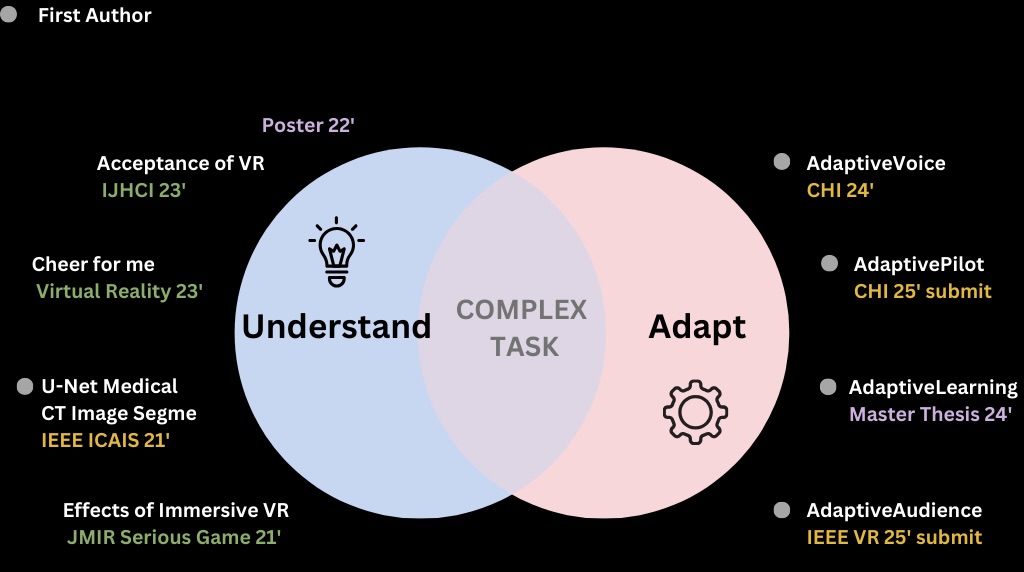 First Author
Poster 22'
Acceptance of VR
IJHCI 23'
Cheer for me
Virtual Reality 23'
U-Net Medical
CT Image Segme
IEEE ICAIS 21'
Effects of Immersive VR
JMIR Serious Game 21'
Understand
COMPLEX
TASK
Adapt
AdaptiveVoice
CHI 24'
AdaptivePilot
CHI 25' submit
AdaptiveLearning
Master Thesis 24'
AdaptiveAudience
IEEE VR 25' submit